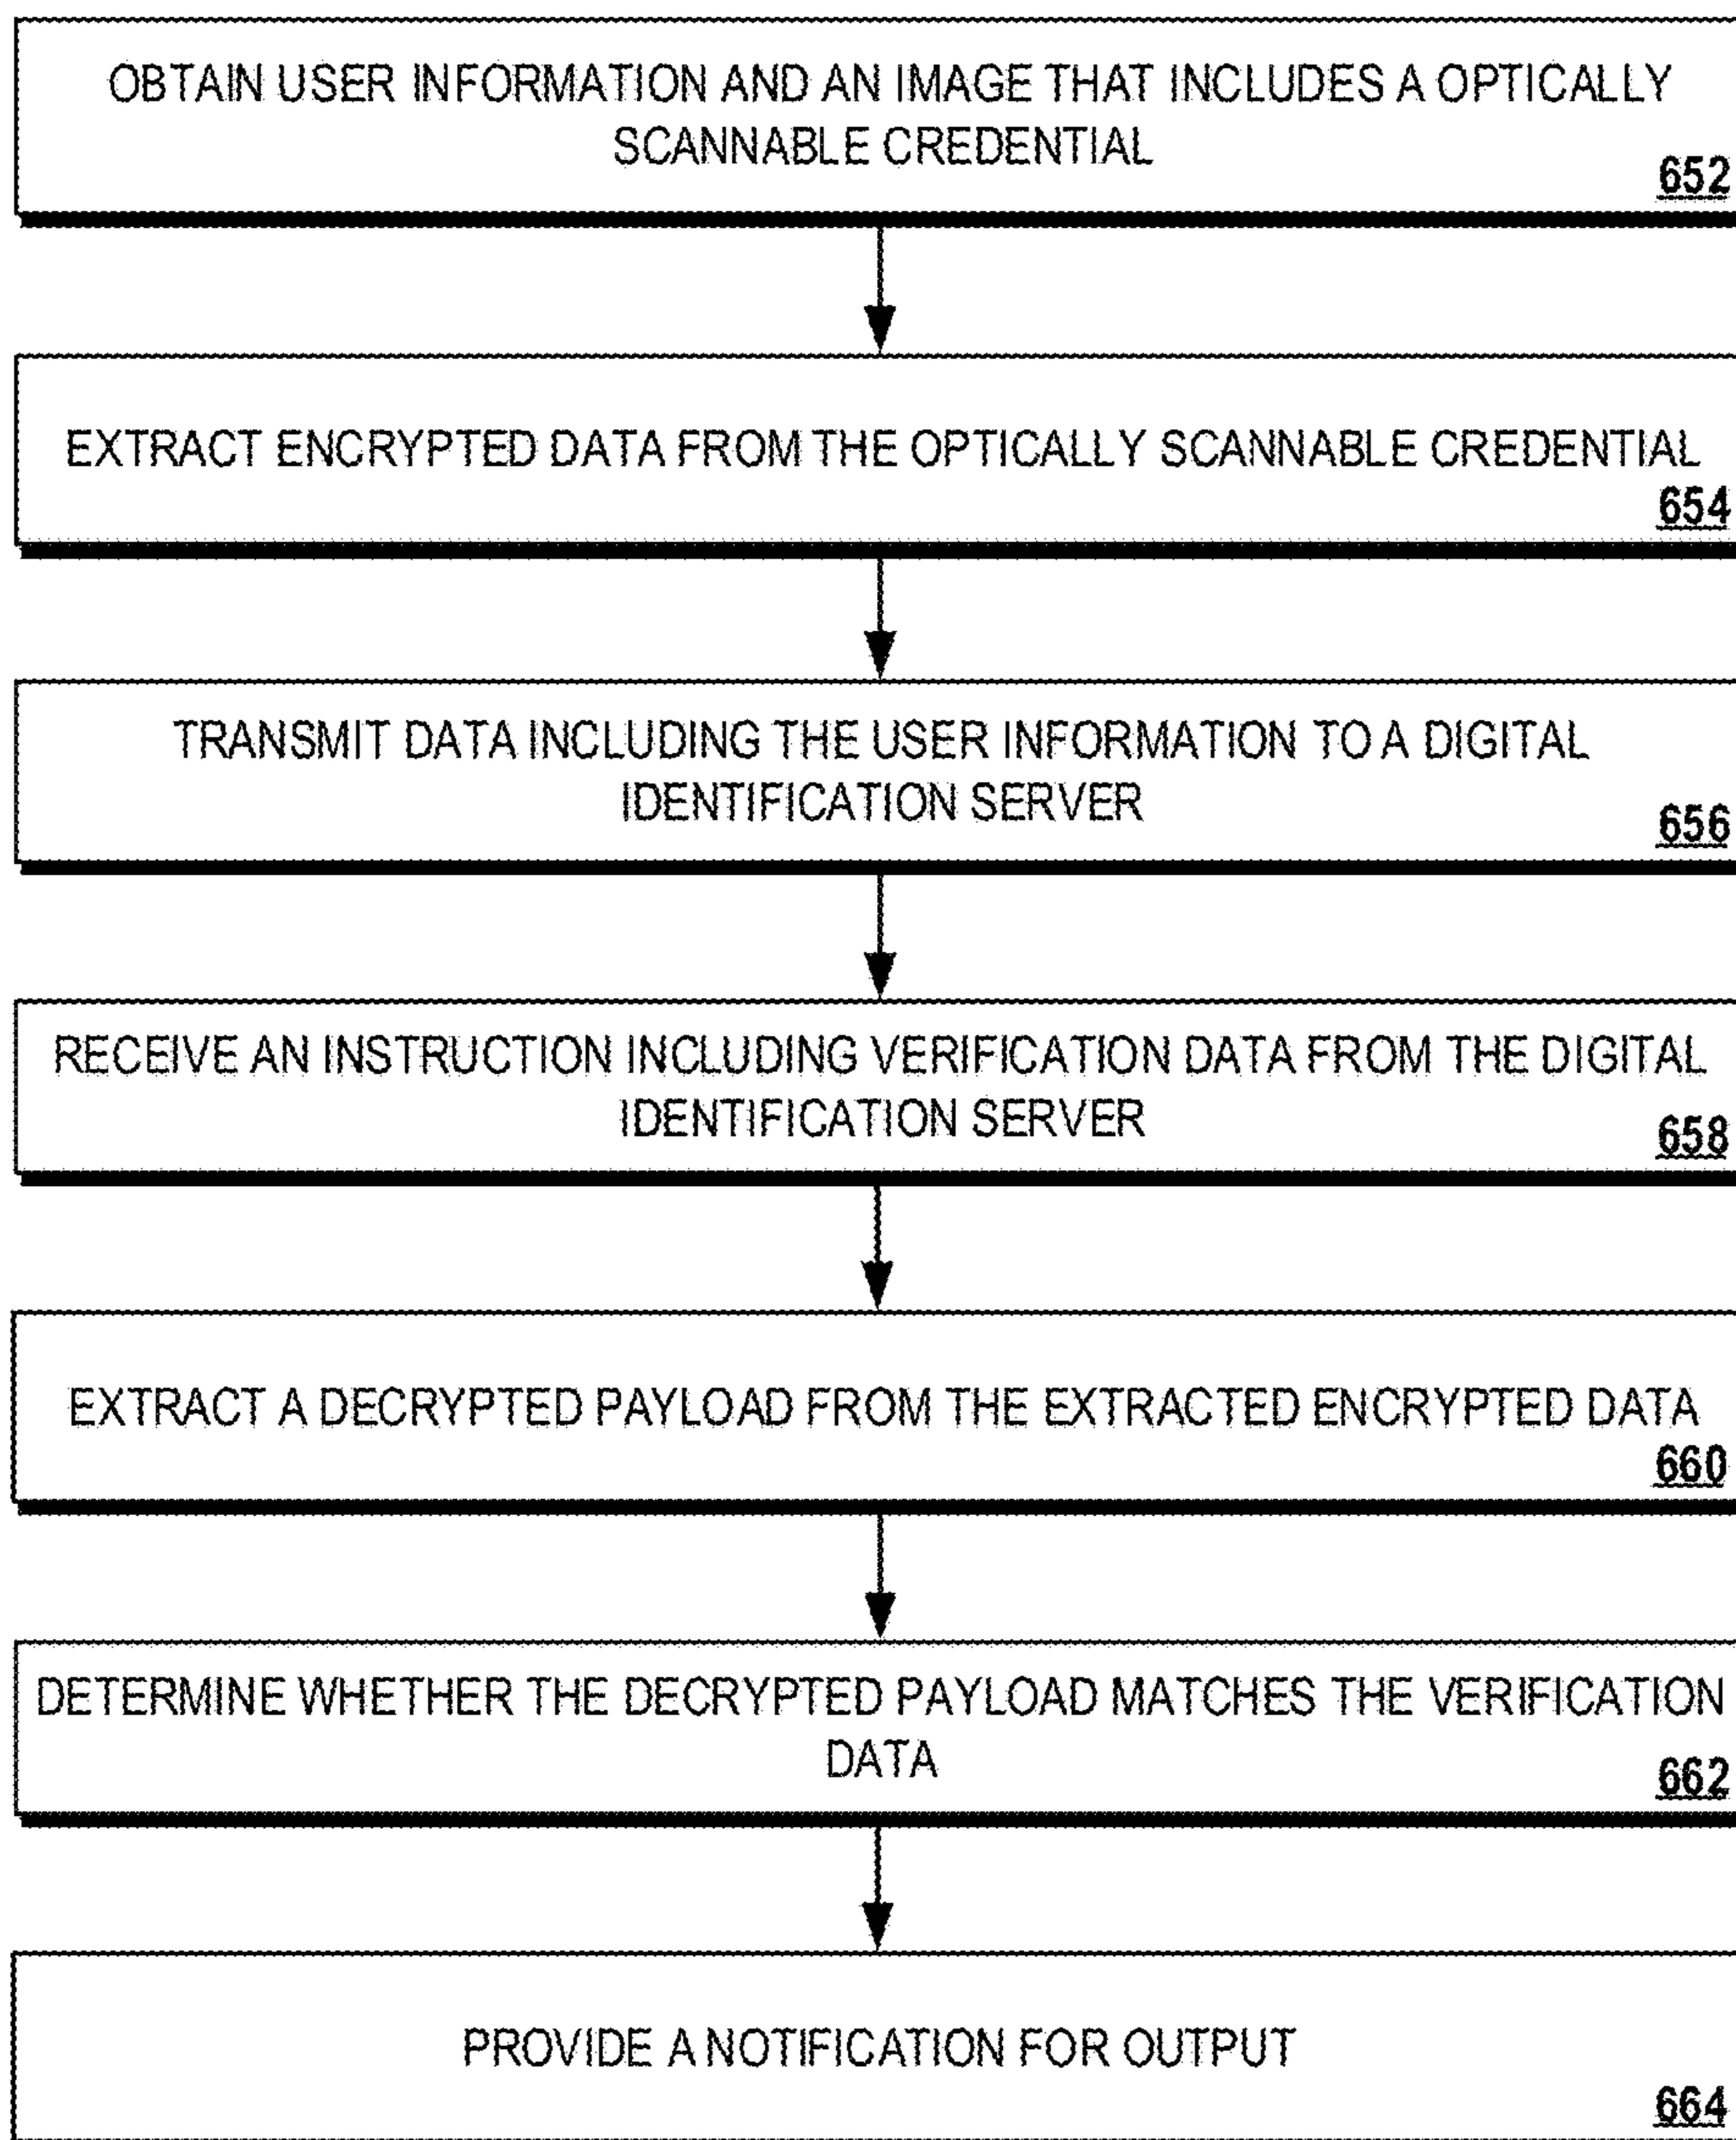 OBTAIN USER INFORMATION AND AN IMAGE THAT INCLUDES A OPTICALLY
SCANNABLE CREDENTIAL
652
EXTRACT ENCRYPTED DATA FROM THE OPTICALLY SCANNABLE CREDENTIAL
654
TRANSMIT DATA INCLUDING THE USER INFORMATION TO A DIGITAL
IDENTIFICATION SERVER
656
RECEIVE AN INSTRUCTION INCLUDING VERIFICATION DATA FROM THE DIGITAL
IDENTIFICATION SERVER
658
EXTRACT A DECRYPTED PAYLOAD FROM THE EXTRACTED ENCRYPTED DATA
660
DETERMINE WHETHER THE DECRYPTED PAYLOAD MATCHES THE VERIFICATION
DATA
662
PROVIDE A NOTIFICATION FOR OUTPUT
664